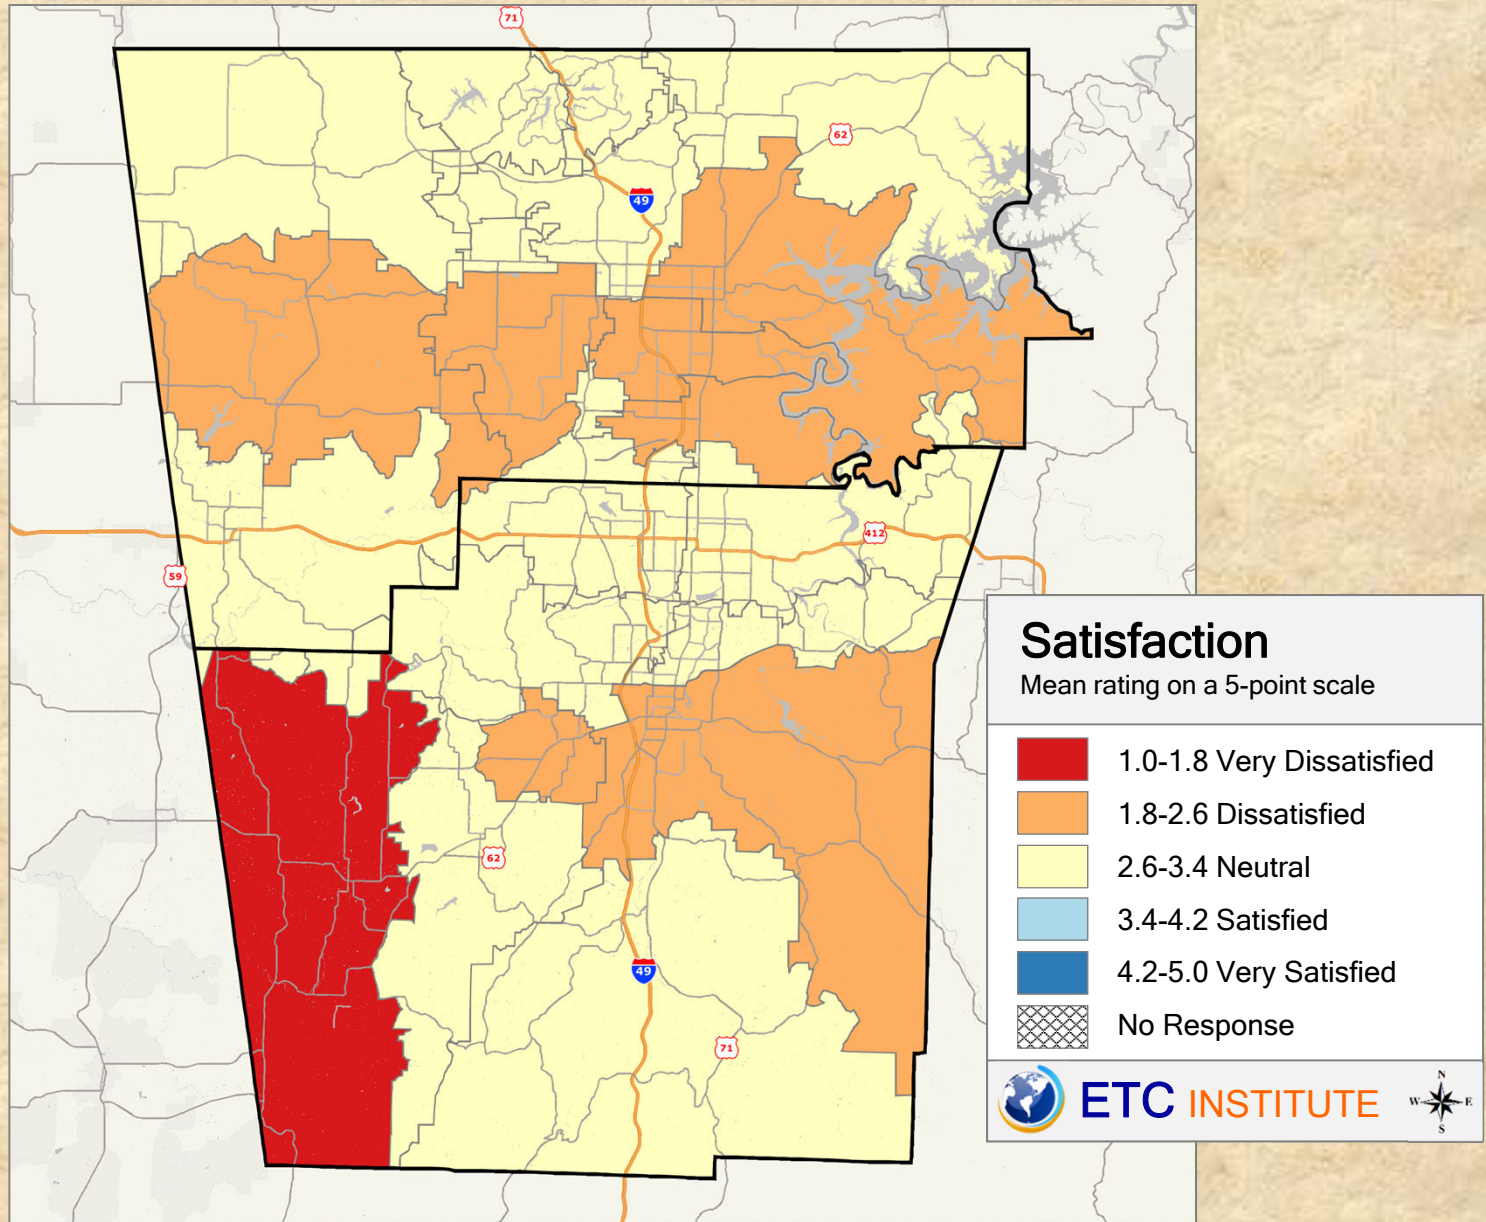 71
62
49
412
59
Satisfaction
Mean rating on a 5-point scale
1.0-1.8 Very Dissatisfied
1.8-2.6 Dissatisfied
2.6-3.4 Neutral
62
3.4-4.2 Satisfied
49
4.2-5.0 Very Satisfied
No Response
71
ETC INSTITUTE
N
W E
S